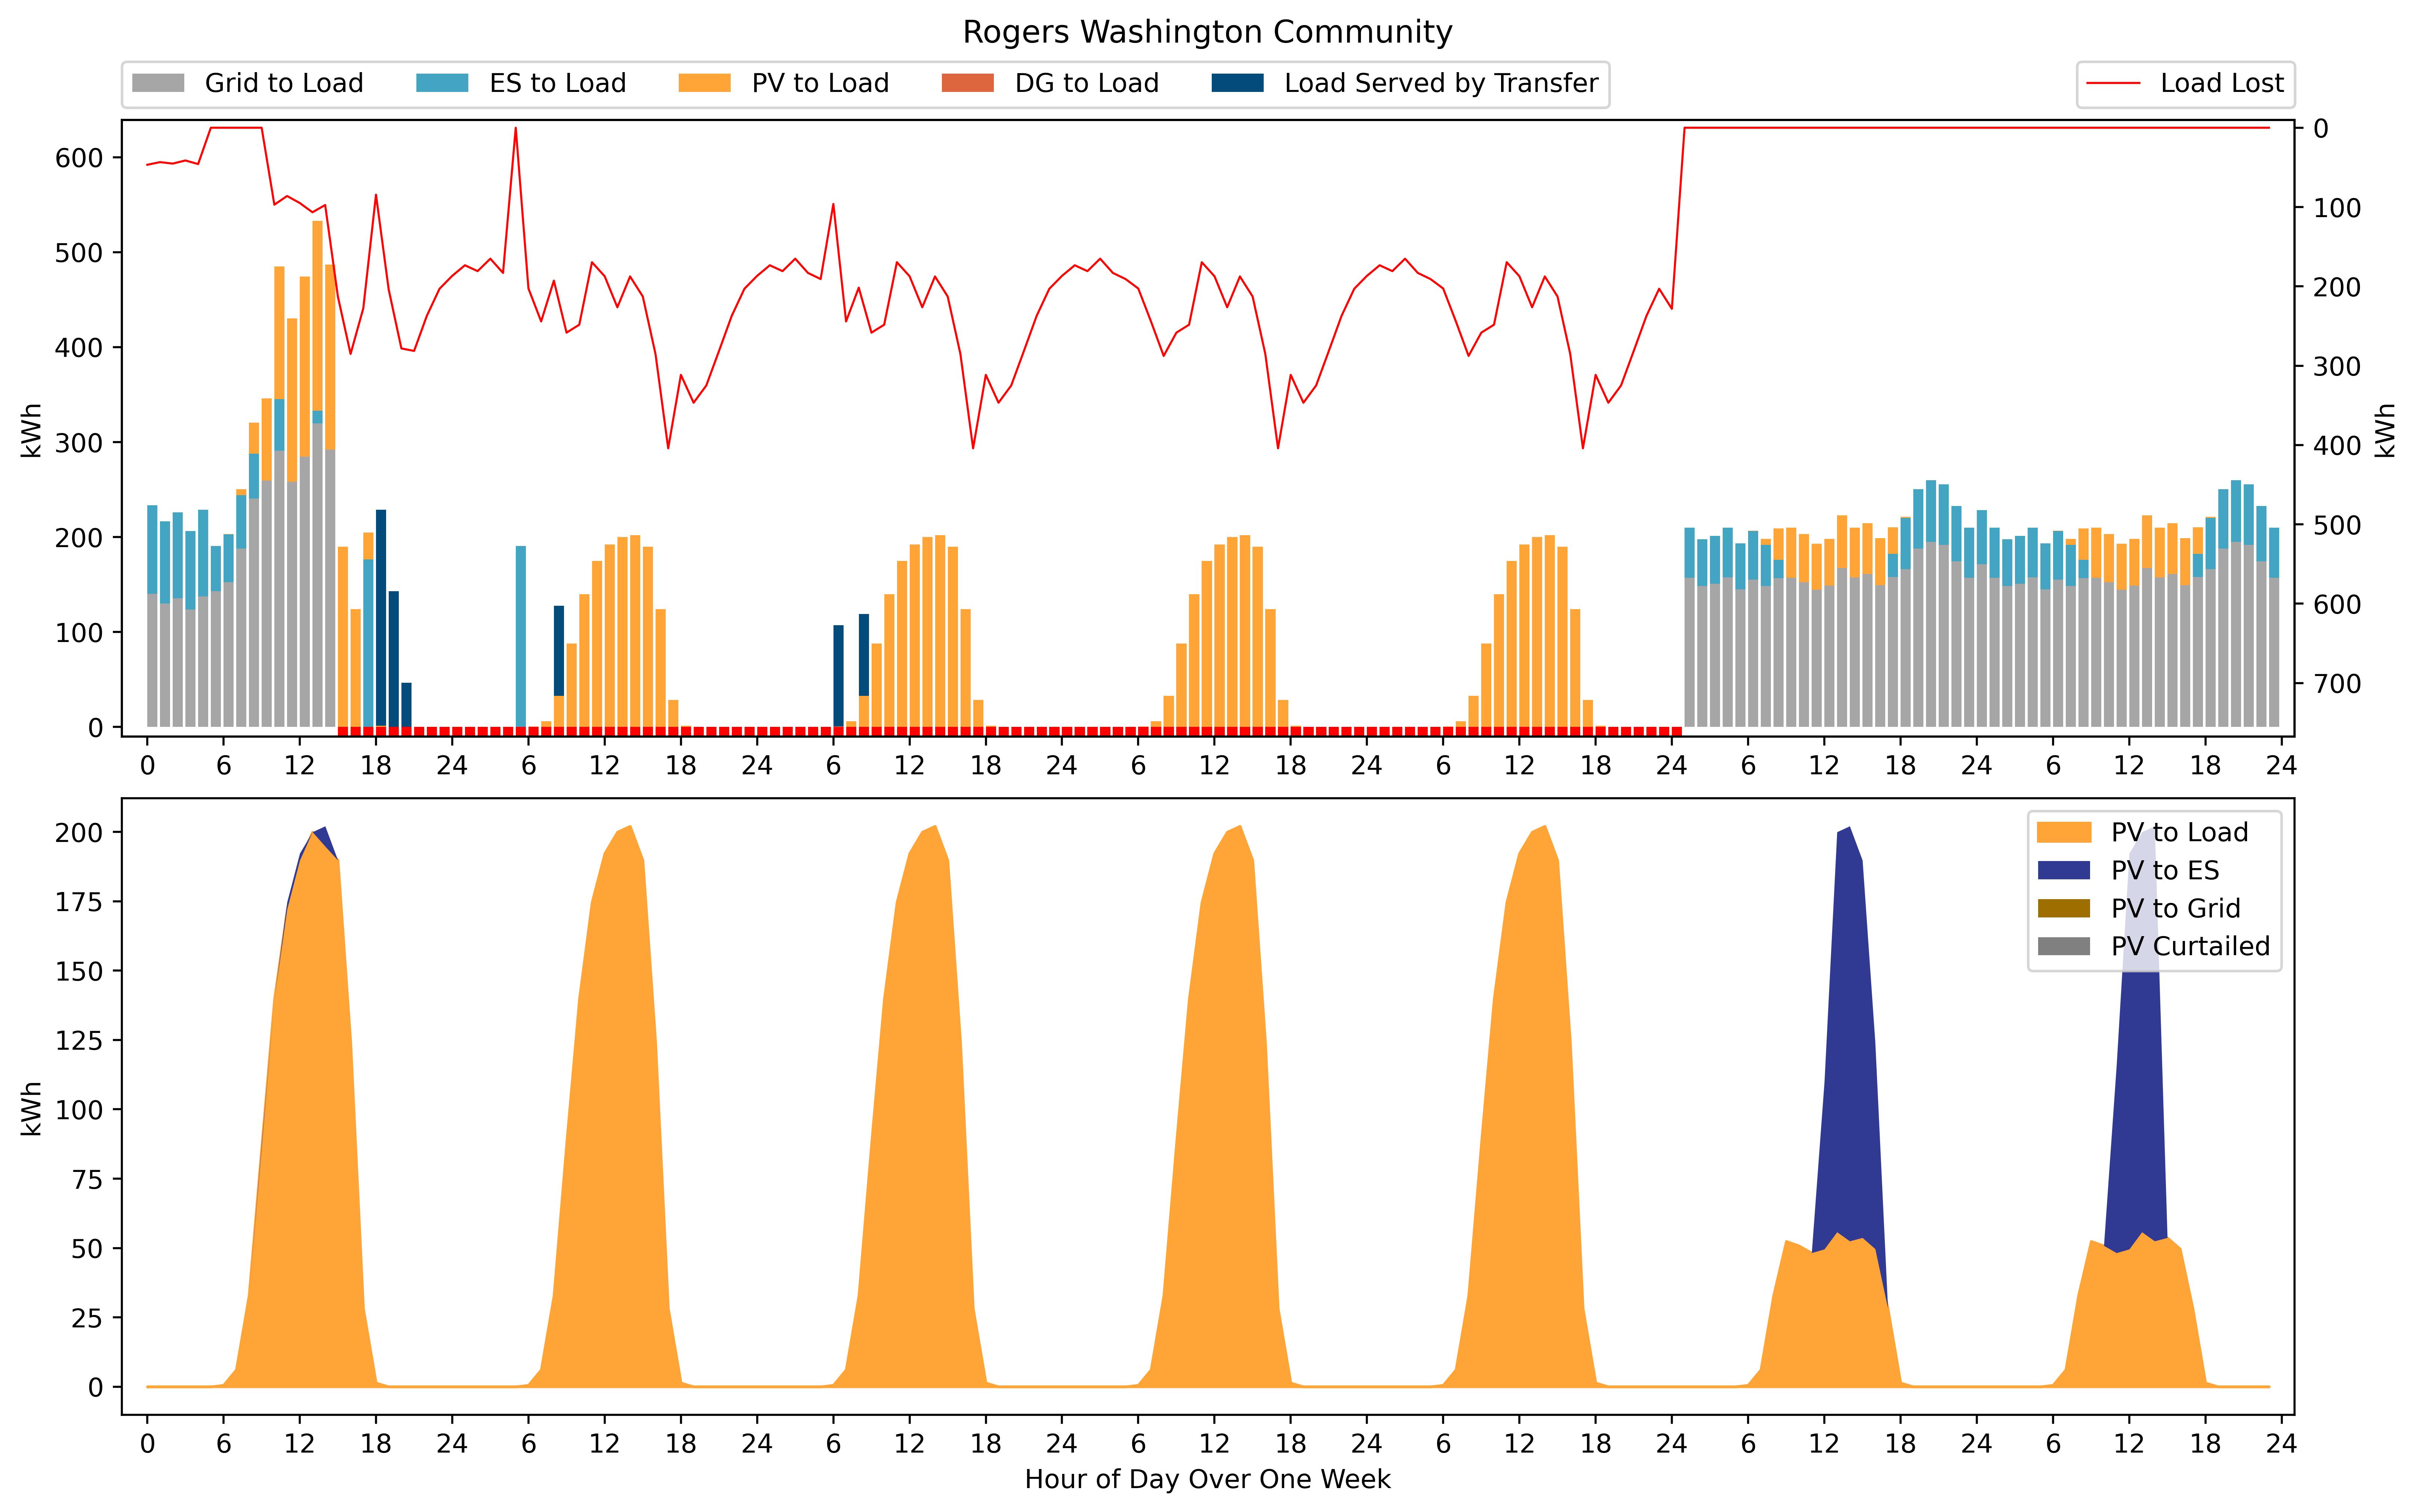 Rogers Washington Community
Grid to Load ES to Load PV to Load DG to Load Load Served by Transfer Load Lost
600 0
500 100
400 200
300 300
200 400
100 500
0 600
700
kWh
kWh
0 6 12 18 24 6 12 18 24 6 12 18 24 6 12 18 24 6 12 18 24 6 12 18 24 6 12 18 24
200
175
150
125
100
75
50
25
0
kWh
PV to Load
PV to ES
PV to Grid
PV Curtailed
0 6 12 18 24 6 12 18 24 6 12 18 24 6 12 18 24 6 12 18 24 6 12 18 24 6 12 18 24
Hour of Day Over One Week